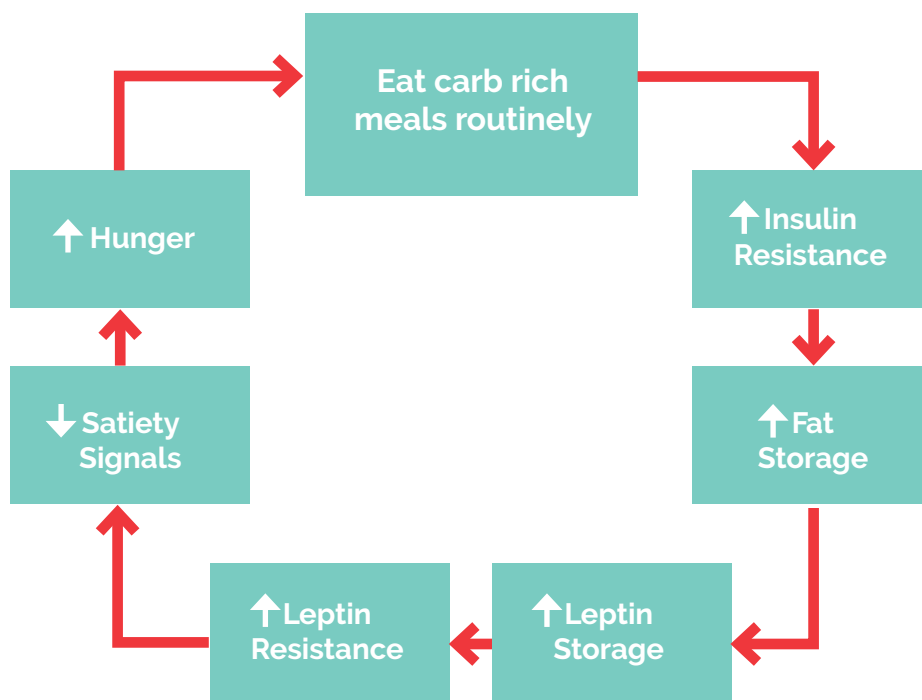 Eat carb rich
meals routinely
↑ Hunger
↑ Insulin
Resistance
↓ Satiety
Signals
↑ Fat
Storage
↑ Leptin
Resistance
↑ Leptin
Storage